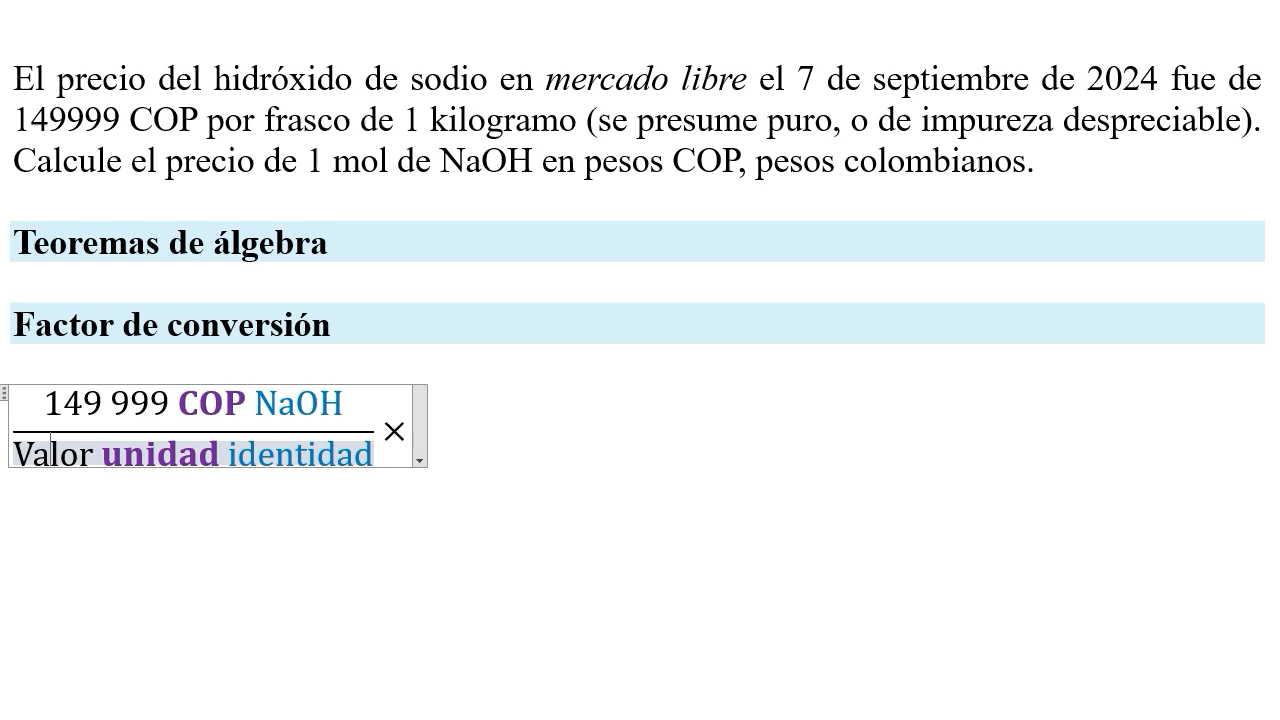 El precio del hidróxido de sodio en mercado libre el 7 de septiembre de 2024 fue de
149999 COP por frasco de 1 kilogramo (se presume puro, o de impureza despreciable).
Calcule el precio de 1 mol de NaOH en pesos COP, pesos colombianos.
Teoremas de álgebra
Factor de conversión
149 999 COP NaOH
×
Valor unidad identidad